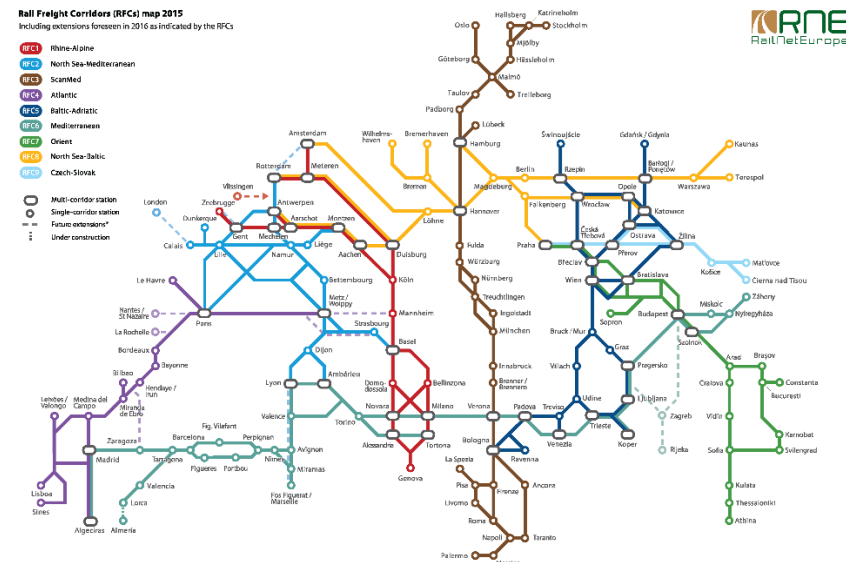 Rail Freight Corridors (RFCs) map 2015
Including extensions foreseen in 2016 as indicated by the RFCs
RNE
RailNetEurope
RFC1 Rhine-Alpine
RFC2 North Sea-Mediterranean
RFC3 ScanMed
RFC4 Atlantic
RFC5 Baltic-Adriatic
RFC6 Mediterranean
RFC7 Orient
RFC8 North Sea-Baltic
RFC9 Czech-Slovak
Multi-corridor station
Single-corridor station
Future extensions*
Under construction
Oslo
Hallsberg
Katrineholm
Stockholm
Mjölby
Göteborg
Hässleholm
Malmö
Taulov
Trelleborg
Padborg
Lübeck
Hamburg
Amsterdam
Wilhelms-
haven
Bremerhaven
Świnoujście
Gdańsk / Gdynia
Kaunas
Rotterdam
Meteren
Bremen
Magdeburg
Berlin
Rzepin
Warszawa
Terespol
Vlissingen
London
Zeebrugge
Antwerpen
Dunkerque
Aarschot
Montzen
Löhne
Hannover
Falkenberg
Wrocław
Opole
Katowice
Calais
Gent
Mechelen
Lille
Namur
Liège
Aachen
Duisburg
Fulda
Praha
Česká
Třebová
Ostrava
Přerov
Žilina
Košice
Maťovce
Čierna nad Tisou
Le Havre
Bettembourg
Köln
Würzburg
Břeclav
Wien
Bratislava
Nürnberg
Nantes /
St Nazaire
Paris
Metz /
Woippy
Mannheim
Treuchtlingen
Ingolstadt
Sopron
Budapest
Miskolc
Záhony
Nyíregyháza
La Rochelle
Strasbourg
München
Bruck / Mur
Szolnok
Bordeaux
Dijon
Basel
Graz
Arad
Brașov
Bayonne
Innsbruck
Villach
Pragersko
Bilbao
Hendaye /
Irun
Lyon
Ambérieu
Domo-
dossola
Bellinzona
Brenner /
Brennero
Craiova
Constanta
București
Leixões /
Valongo
Medina del
Campo
Miranda
de Ebro
Valence
Torino
Novara
Milano
Verona
Padova
Treviso
Udine
Trieste
Ljubljana
Zagreb
Vidin
Fig. Vilafant
Barcelona
Perpignan
Avignon
Alessandria
Tortona
Bologna
Venezia
Koper
Karnobat
Zaragoza
Madrid
Tarragona
Figueres
Portbou
Nîmes
Miramas
Genova
Ravenna
Rijeka
Sofia
Svilengrad
Lisboa
Sines
Valencia
Lorca
Fos Figuerat /
Marseille
La Spezia
Pisa
Firenze
Ancona
Kulata
Livorno
Thessaloniki
Algeciras
Almería
Roma
Napoli
Taranto
Athina
Palermo